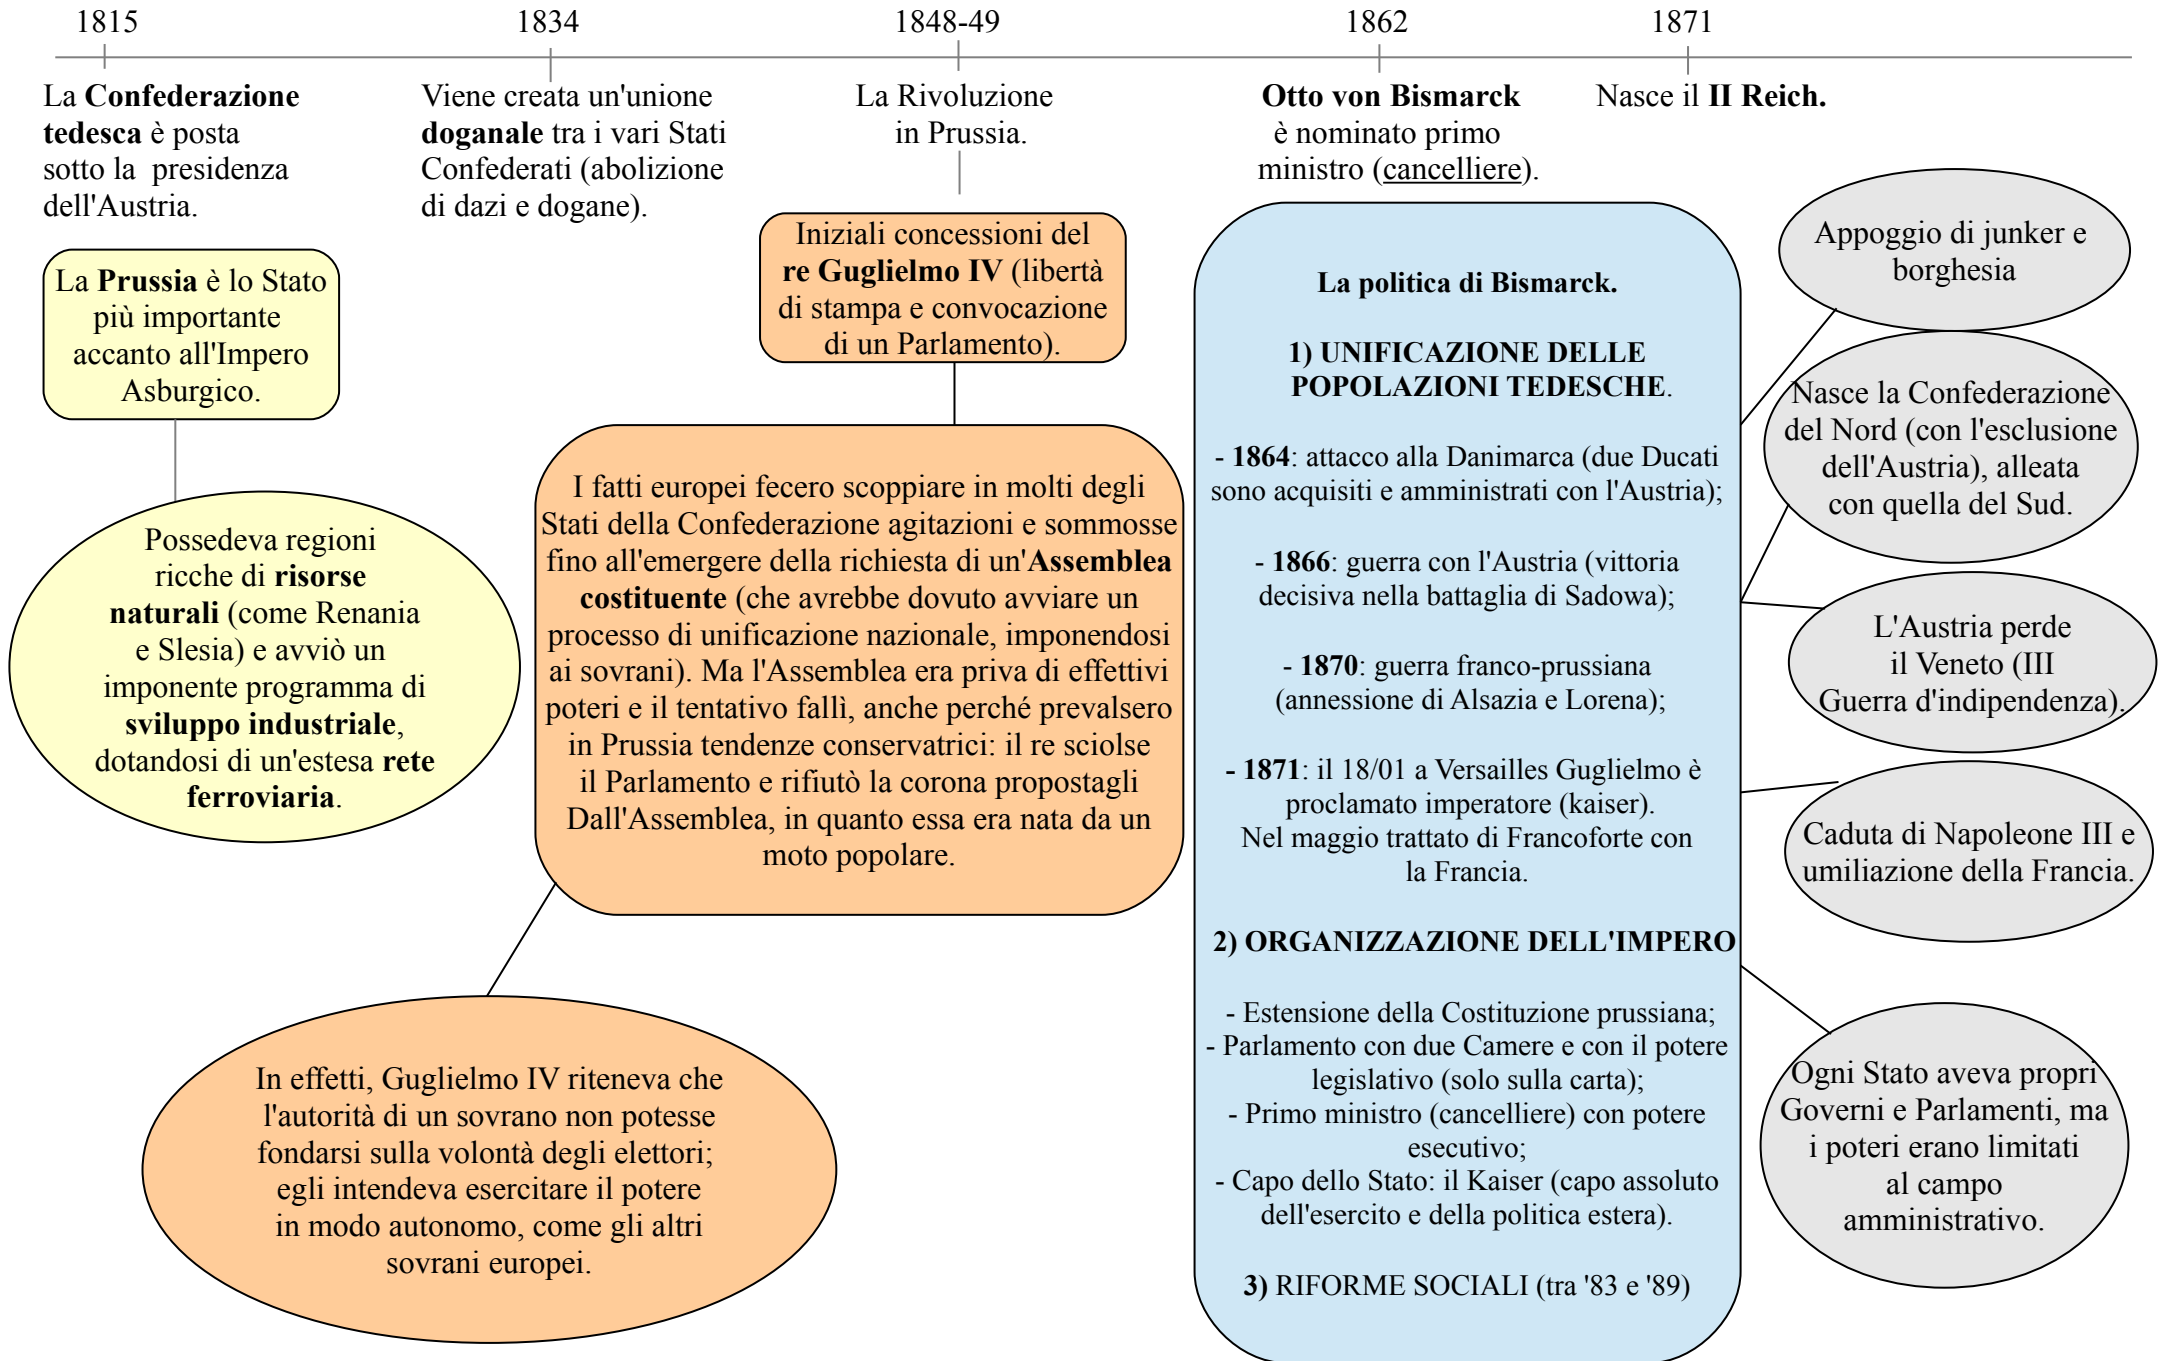 1815
1834
1848-49
1862
1871
La Confederazione
tedesca è posta
sotto la presidenza
dell'Austria.
Viene creata un'unione
doganale tra i vari Stati
Confederati (abolizione
di dazi e dogane).
La Rivoluzione
in Prussia.
Otto von Bismarck
è nominato primo
ministro (cancelliere).
Nasce il II Reich.
La Prussia è lo Stato
più importante
accanto all'Impero
Asburgico.
Possedeva regioni
ricche di risorse
naturali (come Renania
e Slesia) e avviò un
imponente programma di
sviluppo industriale,
dotandosi di un'estesa rete
ferroviaria.
Iniziali concessioni del
re Guglielmo IV (libertà
di stampa e convocazione
di un Parlamento).
I fatti europei fecero scoppiare in molti degli
Stati della Confederazione agitazioni e sommosse
fino all'emergere della richiesta di un'Assemblea
costituente (che avrebbe dovuto avviare un
processo di unificazione nazionale, imponendosi
ai sovrani). Ma l'Assemblea era priva di effettivi
poteri e il tentativo fallì, anche perché prevalsero
in Prussia tendenze conservatrici: il re sciolse
il Parlamento e rifiutò la corona propostagli
Dall'Assemblea, in quanto essa era nata da un
moto popolare.
In effetti, Guglielmo IV riteneva che
l'autorità di un sovrano non potesse
fondarsi sulla volontà degli elettori;
egli intendeva esercitare il potere
in modo autonomo, come gli altri
sovrani europei.
La politica di Bismarck.
1) UNIFICAZIONE DELLE
POPOLAZIONI TEDESCHE.
- 1864: attacco alla Danimarca (due Ducati
sono acquisiti e amministrati con l'Austria);
- 1866: guerra con l'Austria (vittoria
decisiva nella battaglia di Sadowa);
- 1870: guerra franco-prussiana
(annessione di Alsazia e Lorena);
- 1871: il 18/01 a Versailles Guglielmo è
proclamato imperatore (kaiser).
Nel maggio trattato di Francoforte con
la Francia.
2) ORGANIZZAZIONE DELL'IMPERO
- Estensione della Costituzione prussiana;
- Parlamento con due Camere e con il potere
legislativo (solo sulla carta);
- Primo ministro (cancelliere) con potere
esecutivo;
- Capo dello Stato: il Kaiser (capo assoluto
dell'esercito e della politica estera).
3) RIFORME SOCIALI (tra '83 e '89)
Appoggio di junker e
borghesia
Nasce la Confederazione
del Nord (con l'esclusione
dell'Austria), alleata
con quella del Sud.
L'Austria perde
il Veneto (III
Guerra d'indipendenza).
Caduta di Napoleone III e
umiliazione della Francia.
Ogni Stato aveva propri
Governi e Parlamenti, ma
i poteri erano limitati
al campo
amministrativo.